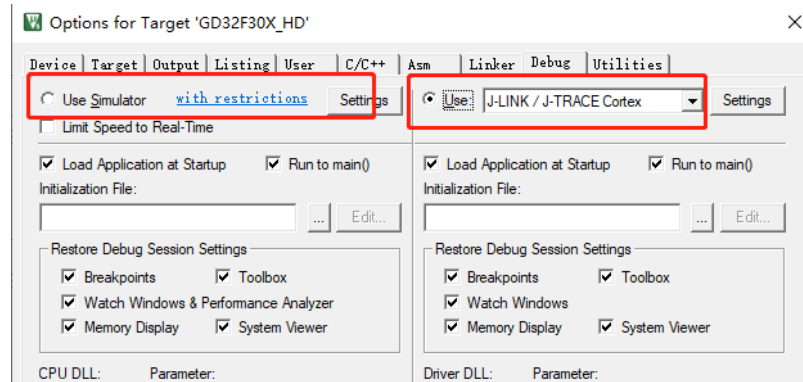 Options for Target 'GD32F30X_HD'
Device Target Output Listing User C/C++ Asm Linker Debug Utilities
Use Simulator with restrictions Settings Use: J-LINK / J-TRACE Cortex Settings
Limit Speed to Real-Time
Load Application at Startup Run to main() Load Application at Startup Run to main()
Initialization File: Initialization File:
... Edit... ... Edit...
Restore Debug Session Settings Restore Debug Session Settings
Breakpoints Toolbox Breakpoints Toolbox
Watch Windows & Performance Analyzer Watch Windows
Memory Display System Viewer Memory Display System Viewer
CPU DLL: Parameter: Driver DLL: Parameter: